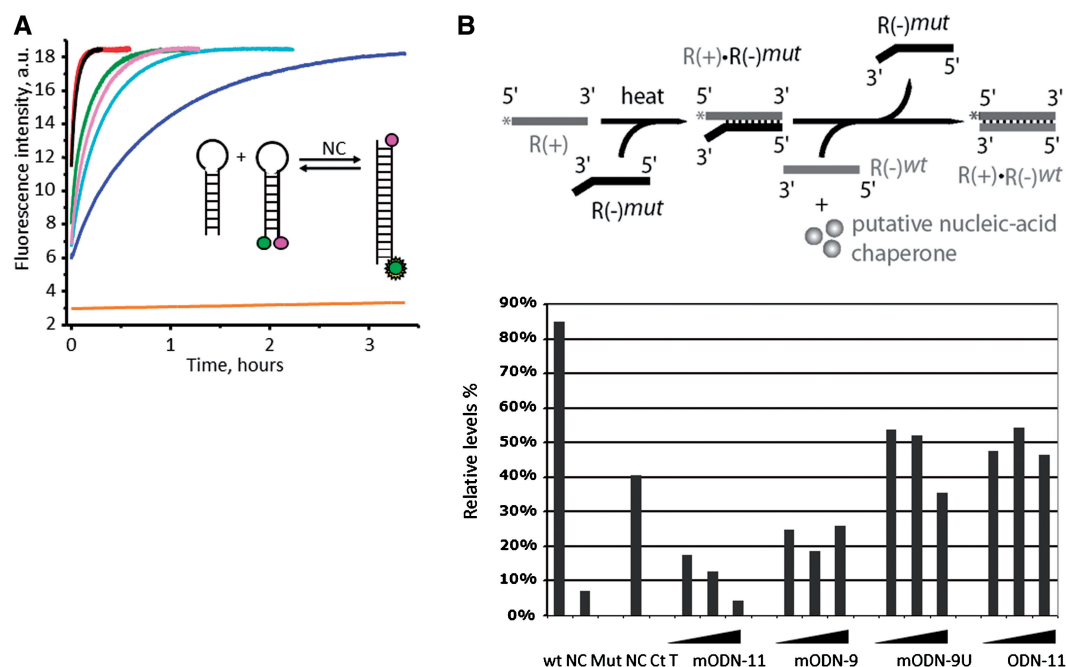 A
Fluorescence intensity, a.u.
18
16
14
12
10
8
6
4
2
0
1
2
3
Time, hours
+
NC
B
R(-)mut
R(+)•R(-)mut
3'
5'
5'
3'
heat
5'
3'
5'
3'
*
R(+)
*
*
3'
5'
3'
5'
3'
5'
R(-)mut
R(-)wt
3'
5'
R(+)•R(-)wt
+
putative nucleic-acid
chaperone
Relative levels %
90%
80%
70%
60%
50%
40%
30%
20%
10%
0%
wt NC Mut NC Ct T
mODN-11
mODN-9
mODN-9U
ODN-11